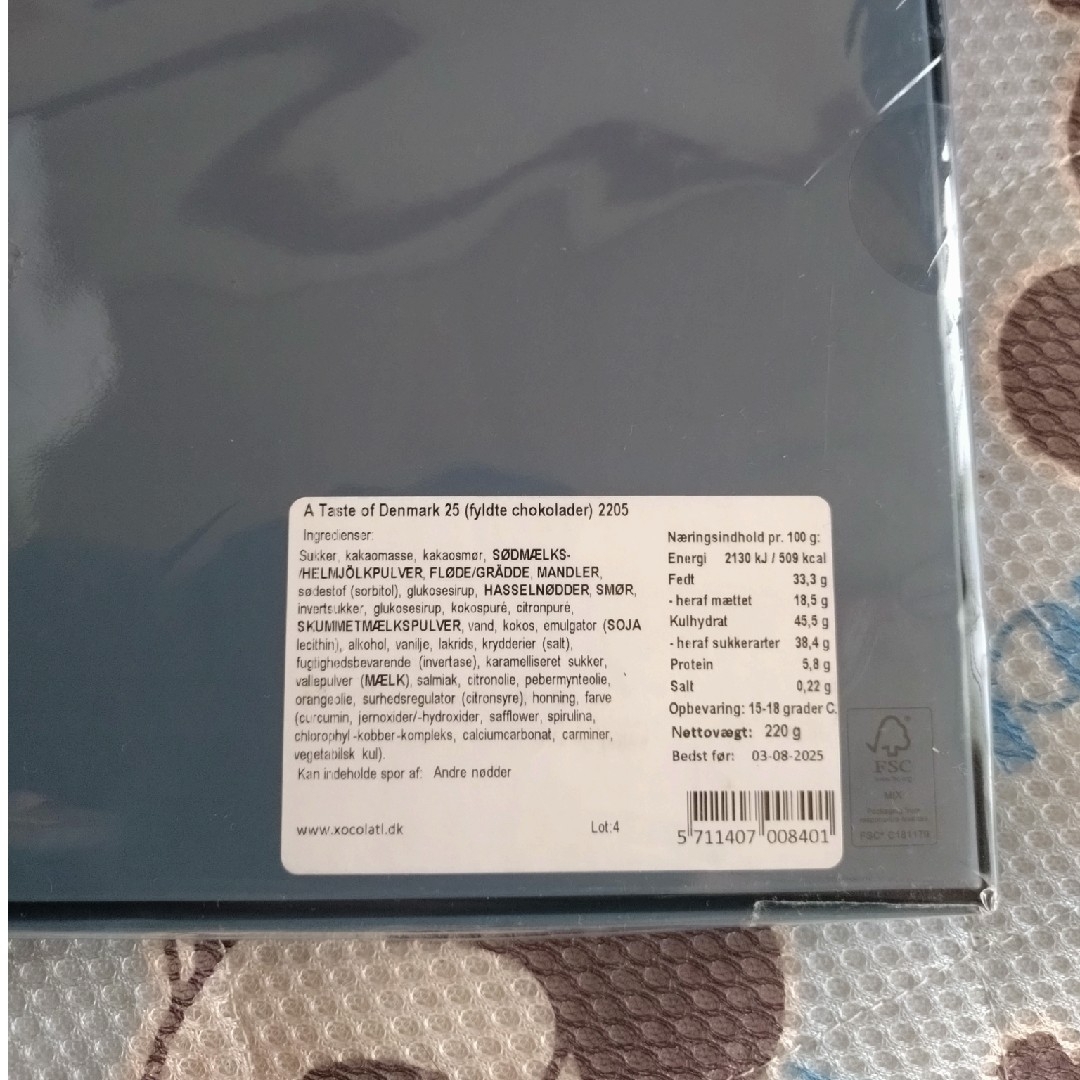 A Taste of Denmark 25 (fyldte chokolader) 2205
Ingredienser:
Sukker, kakaomasse, kakaosmør, SØDMÆLKS-
/HELMJÖLKPULVER, FLØDE/GRÄDDE, MANDLER,
sødestof (sorbitol), glukosesirup, HASSELNØDDER, SMØR,
invertsukker, glukosesirup, kokospuré, citronpuré,
SKUMMETMÆLKSPULVER, vand, kokos, emulgator (SOJA
lecithin), alkohol, vanilje, lakrids, krydderier (salt),
fugtighedsbevarende (invertase), karamelliseret sukker,
vallepulver (MÆLK), salmiak, citronolie, pebermynteolie,
orangeolie, surhedsregulator (citronsyre), honning, farve
(curcumin, jernoxider/-hydroxider, safflower, spirulina,
chlorophyl -kobber-kompleks, calciumcarbonat, carminer,
vegetabilsk kul).
Kan indeholde spor af: Andre nødder
www.xocolatl.dk
Lot:4
Næringsindhold pr. 100 g:
Energi 2130 kJ / 509 kcal
Fedt 33,3 g
- heraf mættet 18,5 g
Kulhydrat 45,5 g
- heraf sukkerarter 38,4 g
Protein 5,8 g
Salt 0,22 g
Opbevaring: 15-18 grader C.
Nettovægt: 220 g
Bedst før: 03-08-2025
5 711407 008401
FSC
MIX